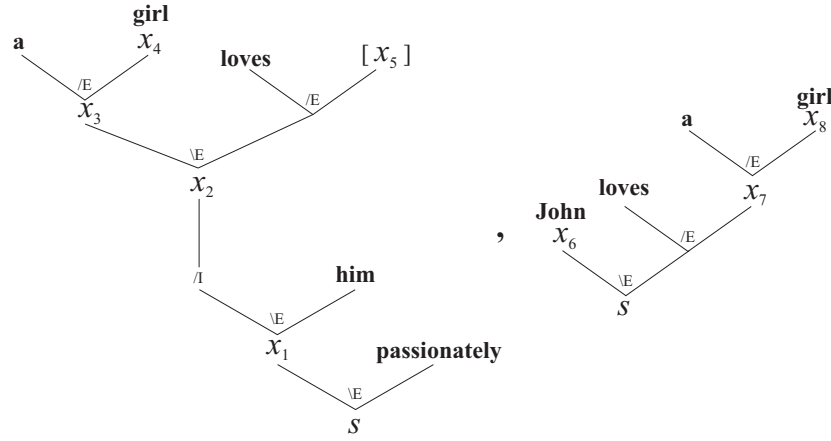 girl
a x₄ loves [ x₅ ]
/E /E
x₃
\E
x₂
girl
a x₈
/E
loves x₇
John
x₆ /E
,
\E
s
/I him
\E
x₁ passionately
\E
s